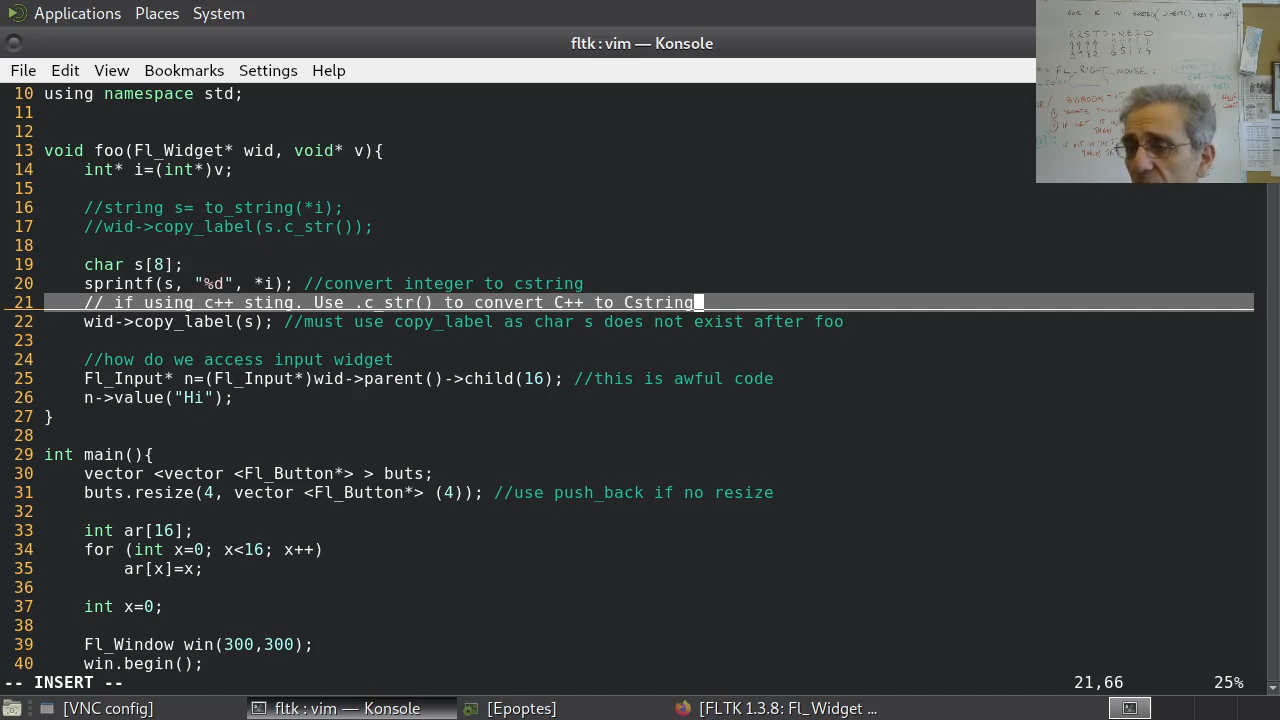 Applications Places System
fltk : vim — Konsole
File Edit View Bookmarks Settings Help
10 using namespace std;
11
12
13 void foo(Fl_Widget* wid, void* v){
14 int* i=(int*)v;
15
16 //string s= to_string(*i);
17 //wid->copy_label(s.c_str());
18
19 char s[8];
20 sprintf(s, "%d", *i); //convert integer to cstring
21 // if using c++ sting. Use .c_str() to convert C++ to Cstring
22 wid->copy_label(s); //must use copy_label as char s does not exist after foo
23
24 //how do we access input widget
25 Fl_Input* n=(Fl_Input*)wid->parent()->child(16); //this is awful code
26 n->value("Hi");
27 }
28
29 int main(){
30 vector <vector <Fl_Button*> > buts;
31 buts.resize(4, vector <Fl_Button*> (4)); //use push_back if no resize
32
33 int ar[16];
34 for (int x=0; x<16; x++)
35 ar[x]=x;
36
37 int x=0;
38
39 Fl_Window win(300,300);
40 win.begin();
-- INSERT -- 21,66 25%
[VNC config] fltk : vim — Konsole [Epoptes] [FLTK 1.3.8: Fl_Widget ...